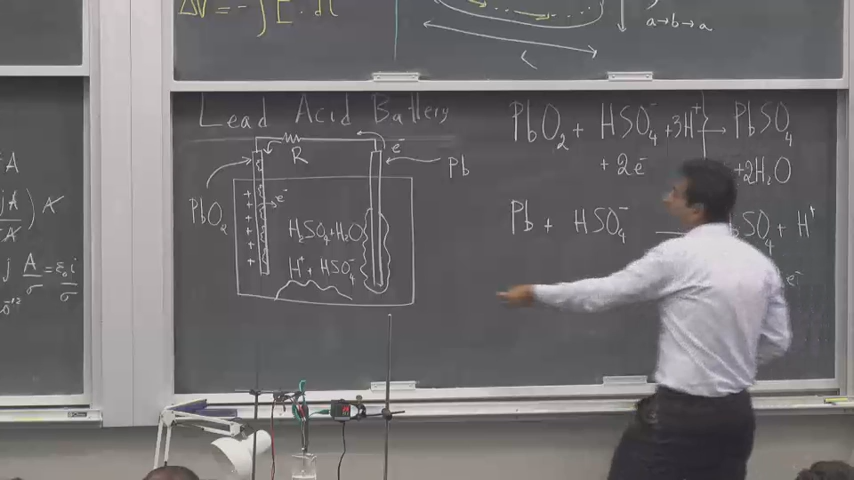 ΔV = - ∫ E · dl
a→b→a
Lead Acid Battery
R
e⁻
Pb
PbO₂
e⁻
H₂SO₄+H₂O
H⁺ + HSO₄⁻
+
+
+
+
+
+
PbO₂ + HSO₄⁻ +3H⁺ → PbSO₄
+ 2e⁻ +2H₂O
Pb + HSO₄⁻ → bSO₄ + H⁺
e⁻
A
A
j A/σ = ε₀ i/σ